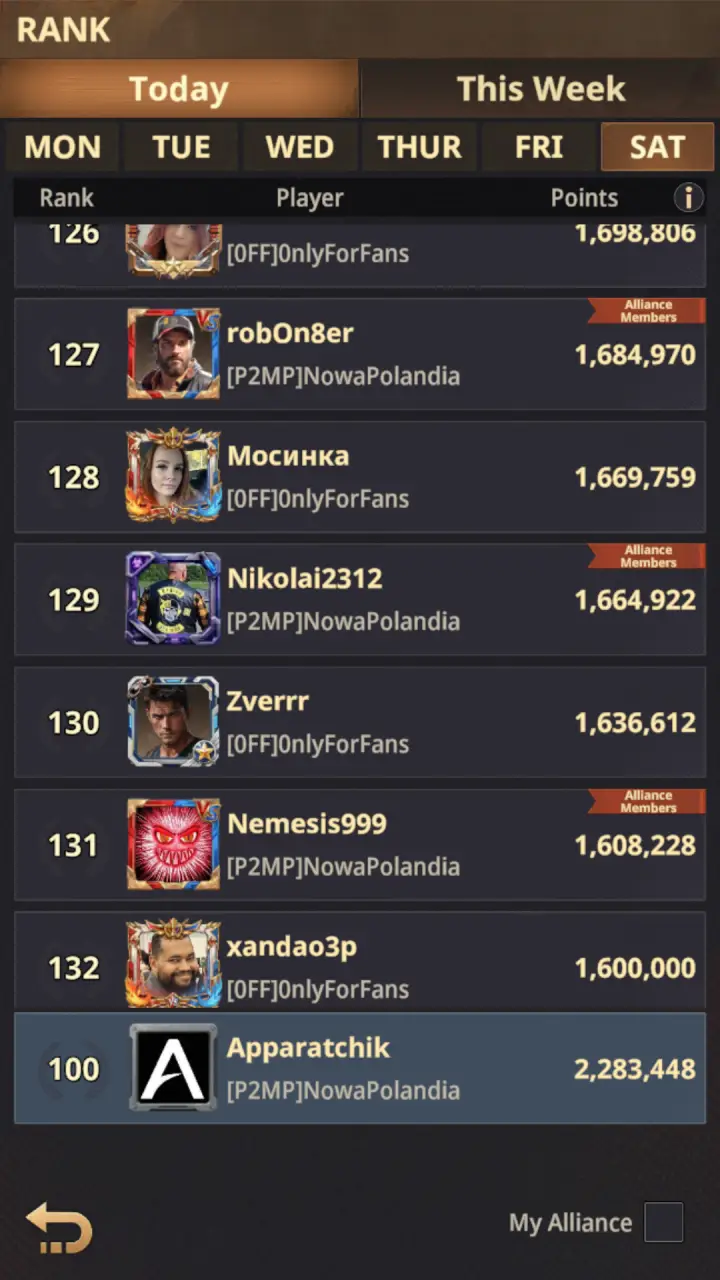 RANK
Today
This Week
MON TUE WED THUR FRI SAT
Rank Player Points
126
1,698,806
[0FF]0nlyForFans
Alliance Members
127
robOn8er
1,684,970
[P2MP]NowaPolandia
128
Мосинка
1,669,759
[0FF]0nlyForFans
Alliance Members
129
Nikolai2312
1,664,922
[P2MP]NowaPolandia
130
Zverrr
1,636,612
[0FF]0nlyForFans
Alliance Members
131
Nemesis999
1,608,228
[P2MP]NowaPolandia
132
xandao3p
1,600,000
[0FF]0nlyForFans
100
Apparatchik
2,283,448
[P2MP]NowaPolandia
My Alliance